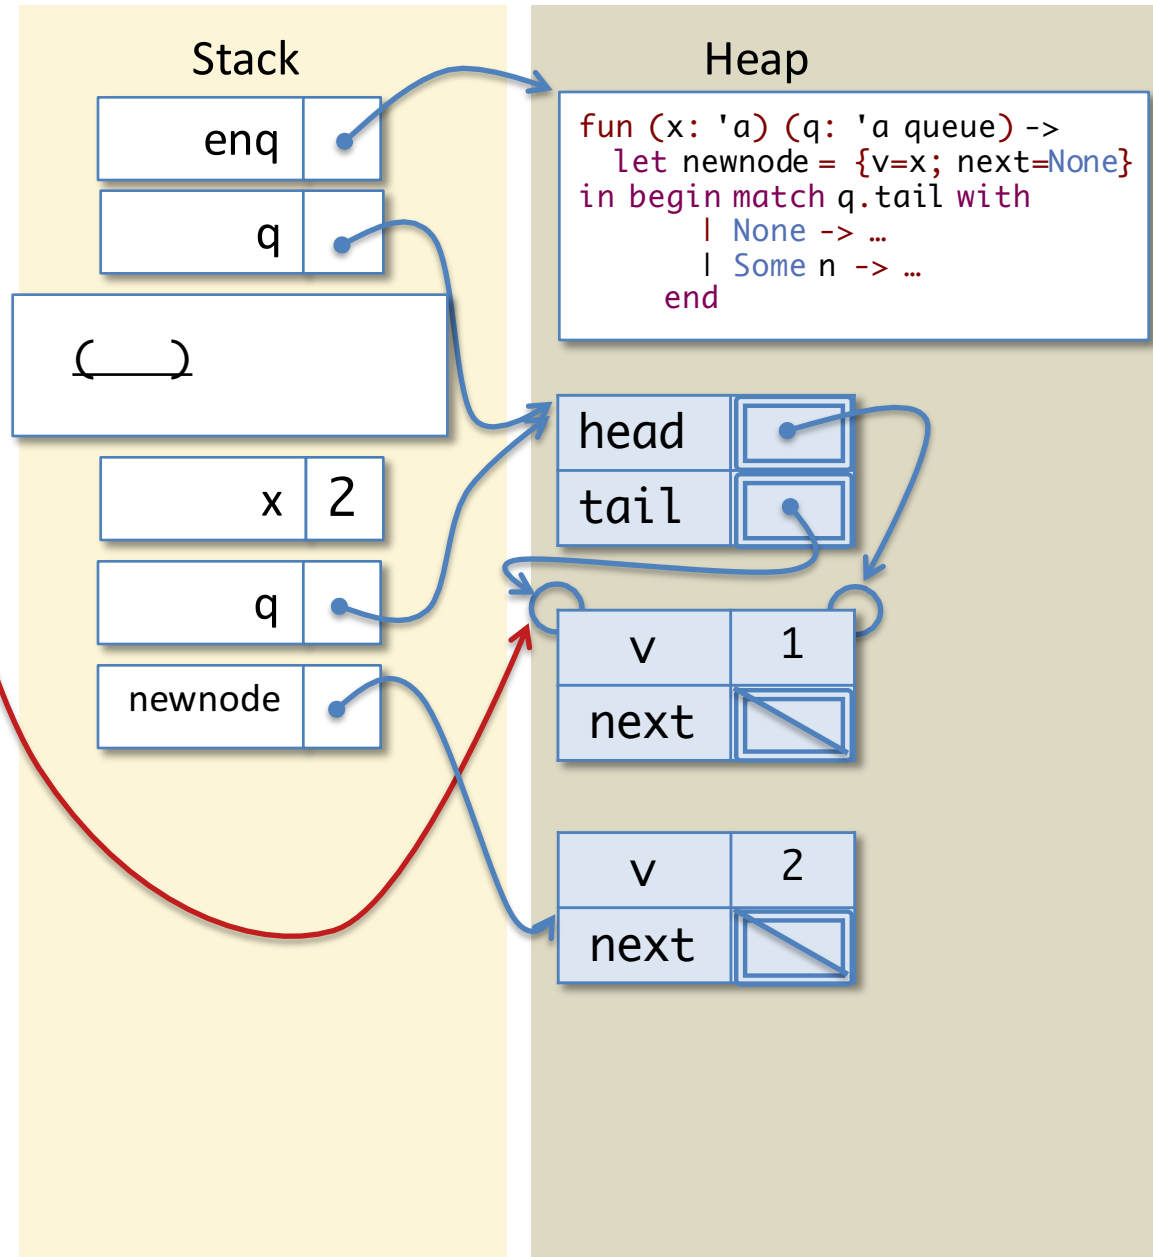 Stack
Heap
enq
q
(____)
x 2
q
newnode
fun (x: 'a) (q: 'a queue) ->
let newnode = {v=x; next=None}
in begin match q.tail with
| None -> …
| Some n -> …
end
head
tail
v 1
next
v 2
next